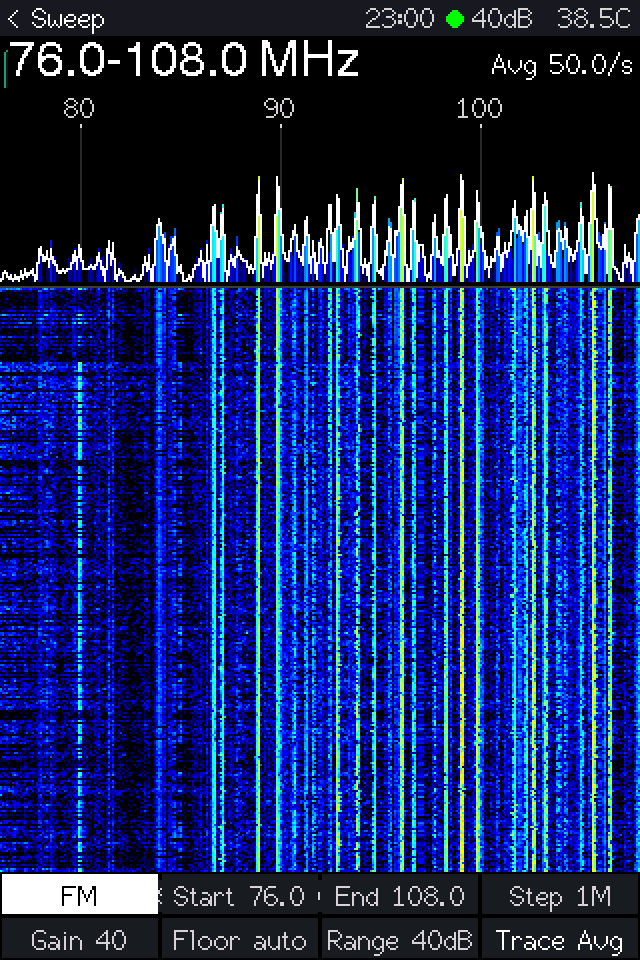 < Sweep 23:00 40dB 38.5C
76.0-108.0 MHz Avg 50.0/s
80 90 100
FM Start 76.0 End 108.0 Step 1M
Gain 40 Floor auto Range 40dB Trace Avg